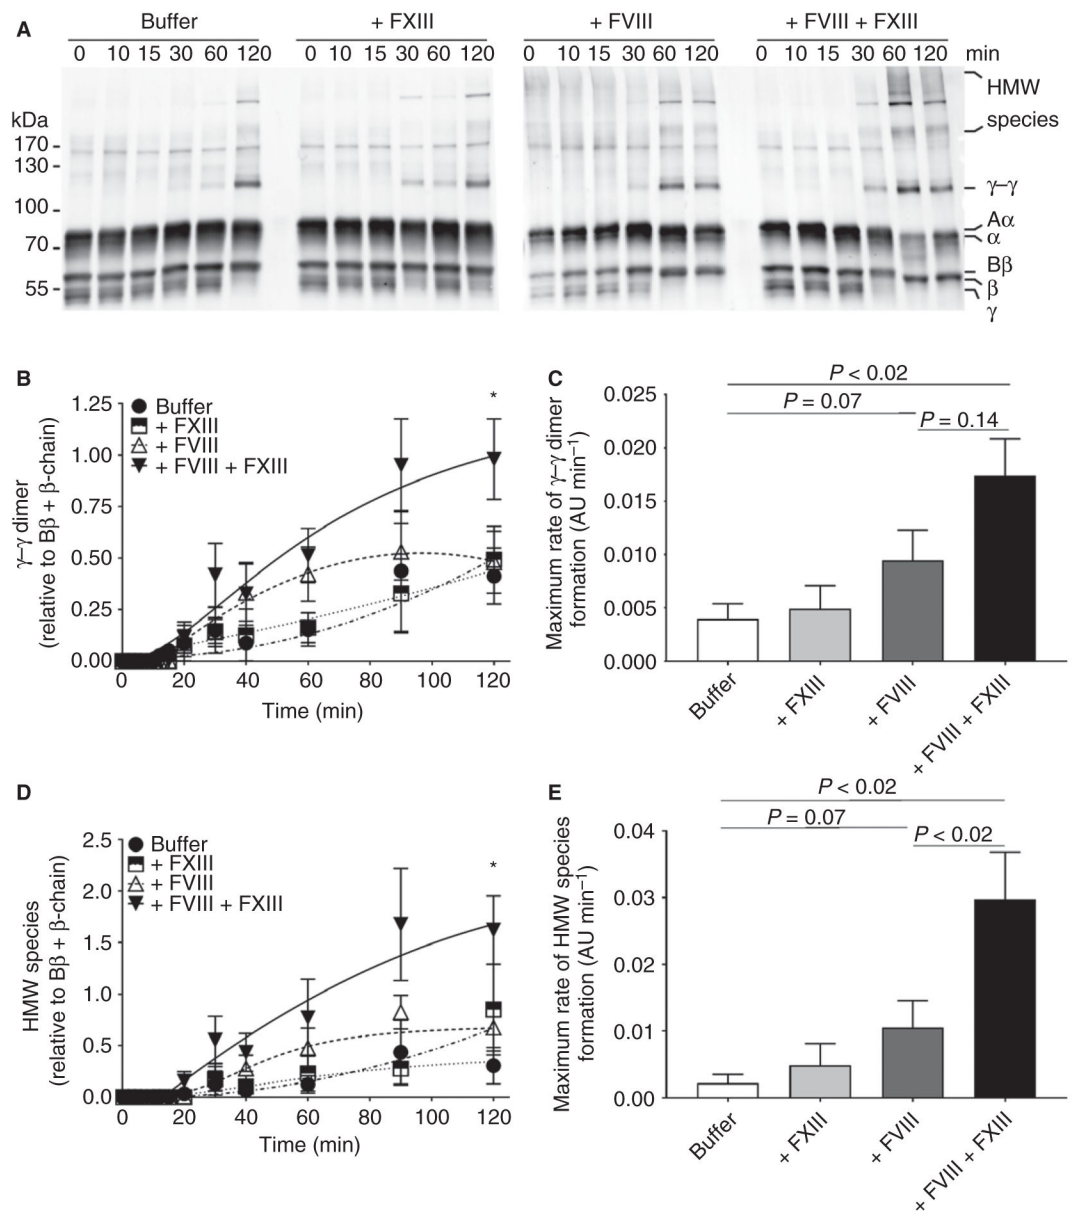 A
Buffer
+ FXIII
+ FVIII
+ FVIII + FXIII
0 10 15 30 60 120
0 10 15 30 60 120
0 10 15 30 60 120
0 10 15 30 60 120 min
kDa
170
130
100
70
55
HMW
species
γ–γ
Aα
α
Bβ
β
γ
B
γ–γ dimer
(relative to Bβ + β-chain)
1.25
1.00
0.75
0.50
0.25
0.00
Buffer
+ FXIII
+ FVIII
+ FVIII + FXIII
*
0 20 40 60 80 100 120
Time (min)
C
Maximum rate of γ–γ dimer
formation (AU min⁻¹)
0.025
0.020
0.015
0.010
0.005
0.000
P < 0.02
P = 0.07
P = 0.14
Buffer
+ FXIII
+ FVIII
+ FVIII + FXIII
D
HMW species
(relative to Bβ + β-chain)
2.5
2.0
1.5
1.0
0.5
0.0
Buffer
+ FXIII
+ FVIII
+ FVIII + FXIII
*
0 20 40 60 80 100 120
Time (min)
E
Maximum rate of HMW species
formation (AU min⁻¹)
0.04
0.03
0.02
0.01
0.00
P < 0.02
P = 0.07
P < 0.02
Buffer
+ FXIII
+ FVIII
+ FVIII + FXIII